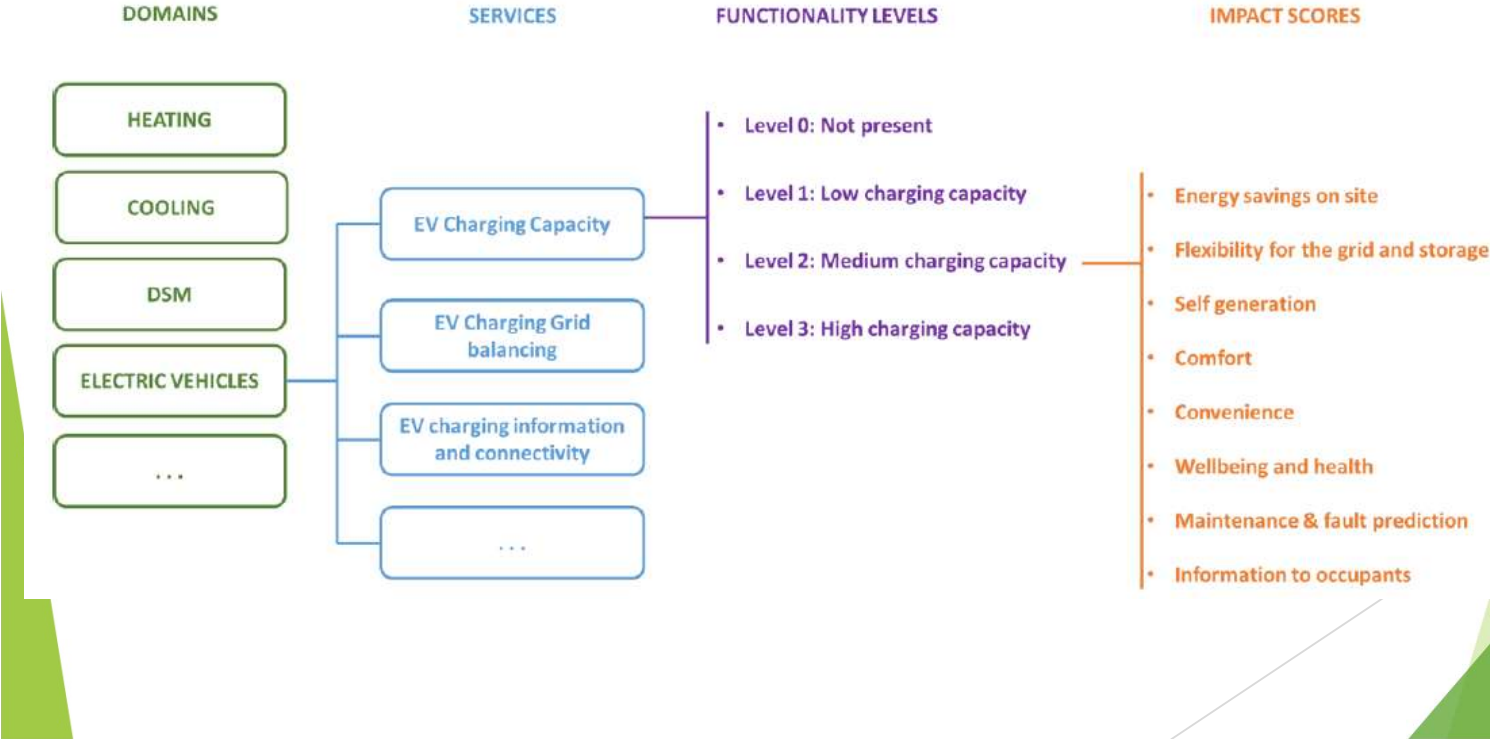 DOMAINS
SERVICES
FUNCTIONALITY LEVELS
IMPACT SCORES
HEATING
COOLING
DSM
ELECTRIC VEHICLES
...
EV Charging Capacity
EV Charging Grid
balancing
EV charging information
and connectivity
...
• Level 0: Not present
• Level 1: Low charging capacity
• Level 2: Medium charging capacity
• Level 3: High charging capacity
• Energy savings on site
• Flexibility for the grid and storage
• Self generation
• Comfort
• Convenience
• Wellbeing and health
• Maintenance & fault prediction
• Information to occupants